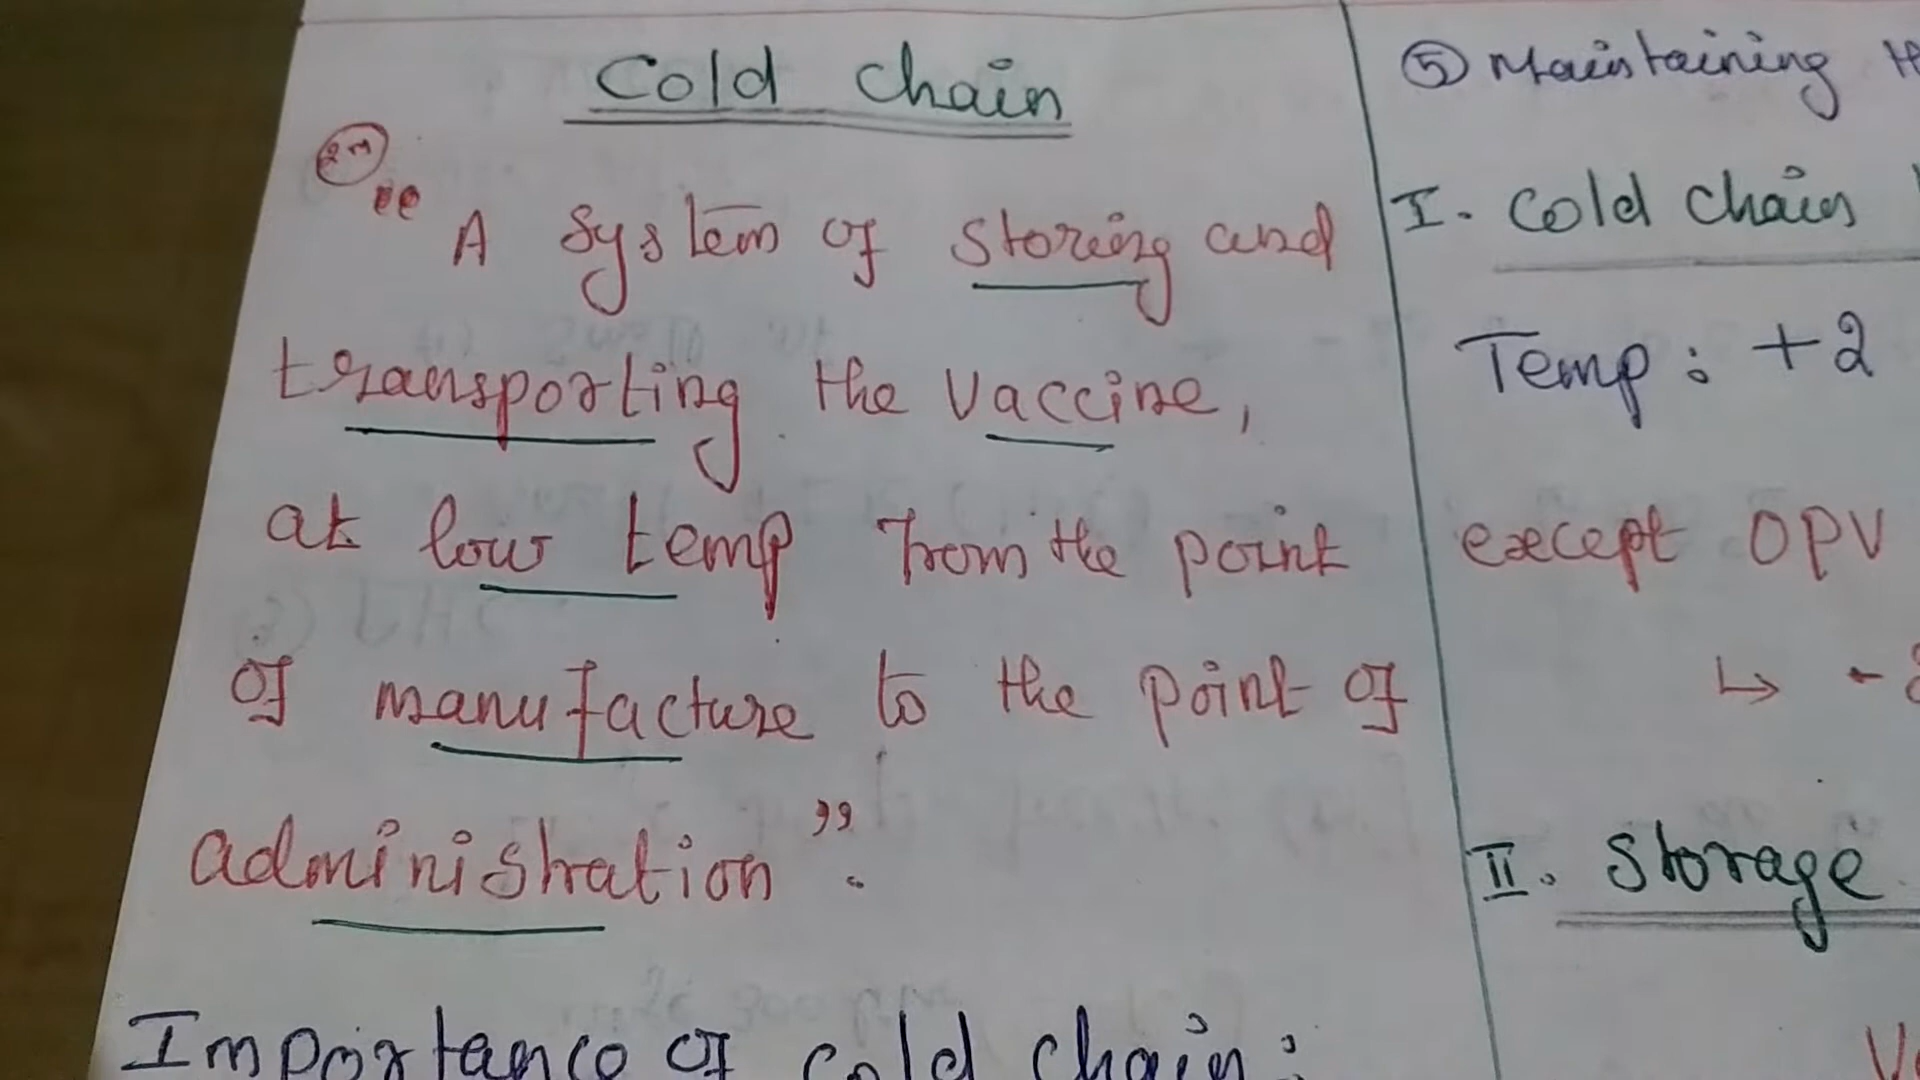 Cold chain
2m
"A system of storing and
transporting the vaccine,
at low temp from the point
of manufacture to the point of
administration".
Importance of cold chain:
⑤ Maintaining
I. Cold chain
Temp: +2
except OPV
↳ -
II. Storage